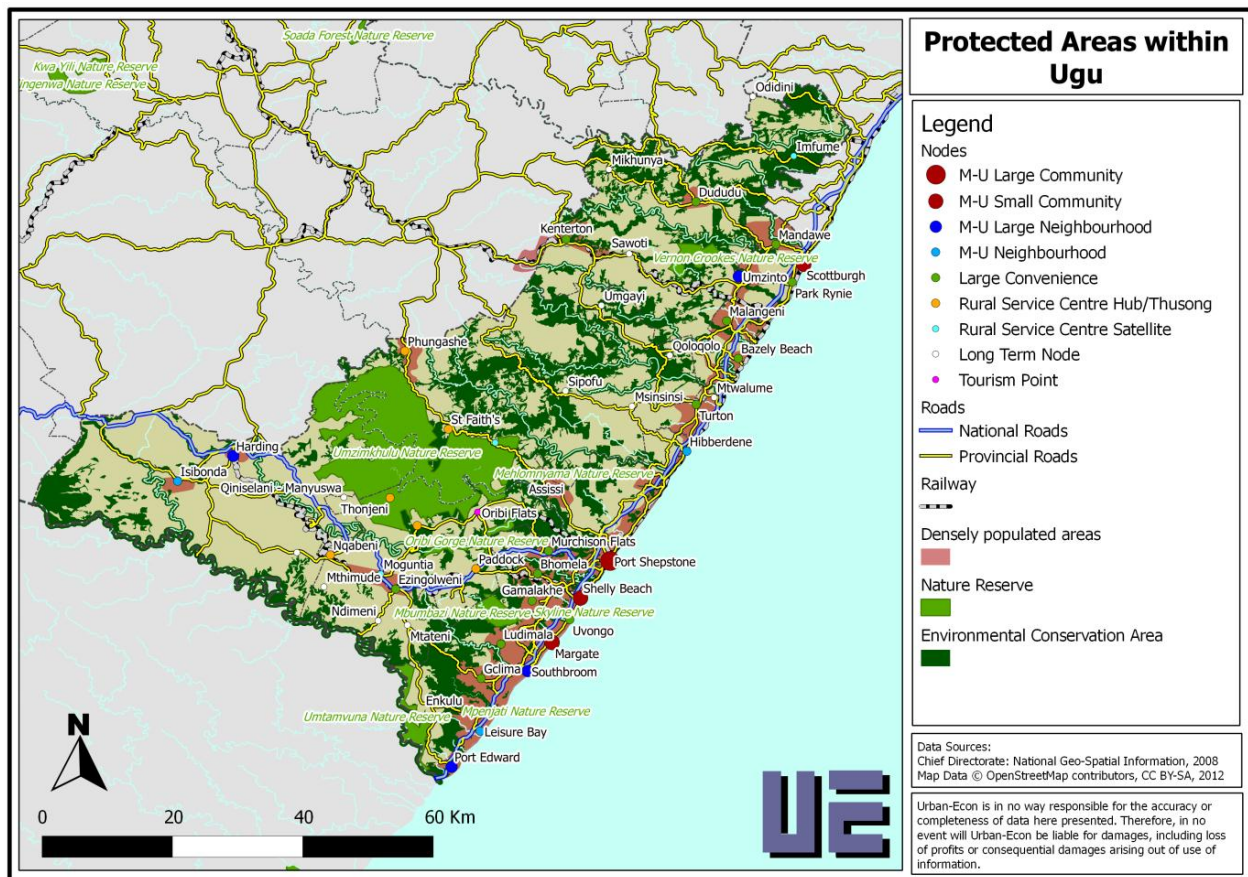 Soada Forest Nature Reserve
Kwa Yili Nature Reserve
ingenwa Nature Reserve
Odidini
Imfume
Mikhunya
Dududu
Kenterton
Sawoti
Mandawe
Vernon Crookes Nature Reserve
Scottburgh
Umzinto
Park Rynie
Umgayi
Malangeni
Phungashe
Qoloqolo
Bazely Beach
Sipofu
Mtwalume
Msinsinsi
Turton
St Faith's
Hibberdene
Harding
Umzimkhulu Nature Reserve
Isibonda
Mehlomnyama Nature Reserve
Qiniselani - Manyuswa
Assissi
Thonjeni
Oribi Flats
Oribi Gorge Nature Reserve
Murchison Flats
Nqabeni
Moguntia
Paddock
Bhomela
Port Shepstone
Mthimude
Ezingolweni
Gamalakhe
Shelly Beach
Ndimeni
Mbumbazi Nature Reserve
Skyline Nature Reserve
Uvongo
Mtateni
Ludimala
Margate
Gclima
Southbroom
Enkulu
Umtamvuna Nature Reserve
Mpenjati Nature Reserve
Leisure Bay
Port Edward
N
0 20 40 60 Km
UE
Protected Areas within
Ugu
Legend
Nodes
M-U Large Community
M-U Small Community
M-U Large Neighbourhood
M-U Neighbourhood
Large Convenience
Rural Service Centre Hub/Thusong
Rural Service Centre Satellite
Long Term Node
Tourism Point
Roads
National Roads
Provincial Roads
Railway
Densely populated areas
Nature Reserve
Environmental Conservation Area
Data Sources:
Chief Directorate: National Geo-Spatial Information, 2008
Map Data © OpenStreetMap contributors, CC BY-SA, 2012
Urban-Econ is in no way responsible for the accuracy or
completeness of data here presented. Therefore, in no
event will Urban-Econ be liable for damages, including loss
of profits or consequential damages arising out of use of
information.